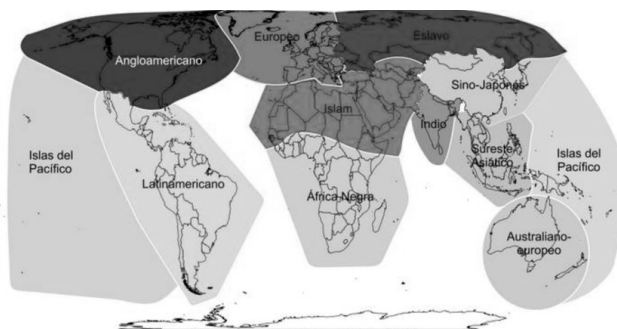 Angloamericano
Europeo
Eslavo
Sino-Japonés
Islam
Indio
Sureste
Asiático
Islas del
Pacífico
Latinamericano
África Negra
Islas del
Pacífico
Australiano-
europeo